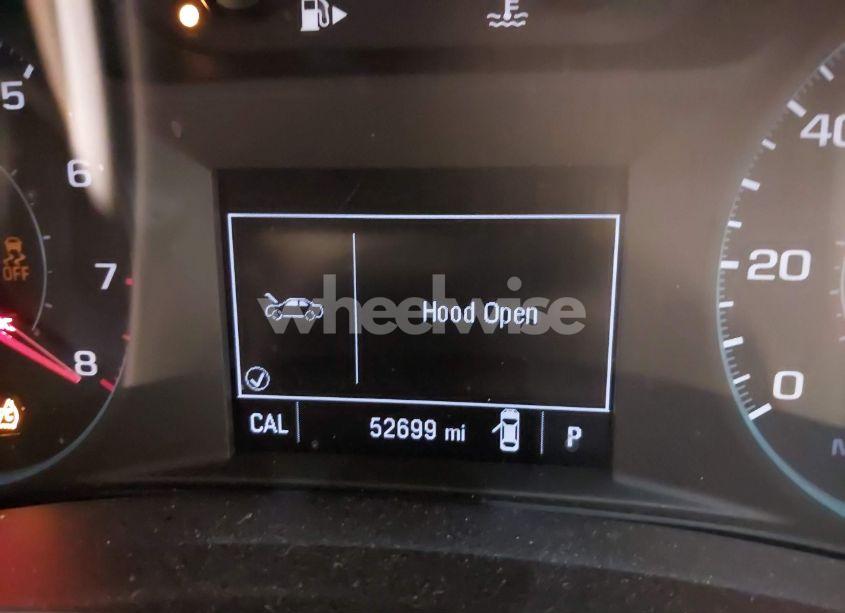 5
6
7
8
OFF
wheelwise
Hood Open
CAL
52699 mi
P
40
20
0
M